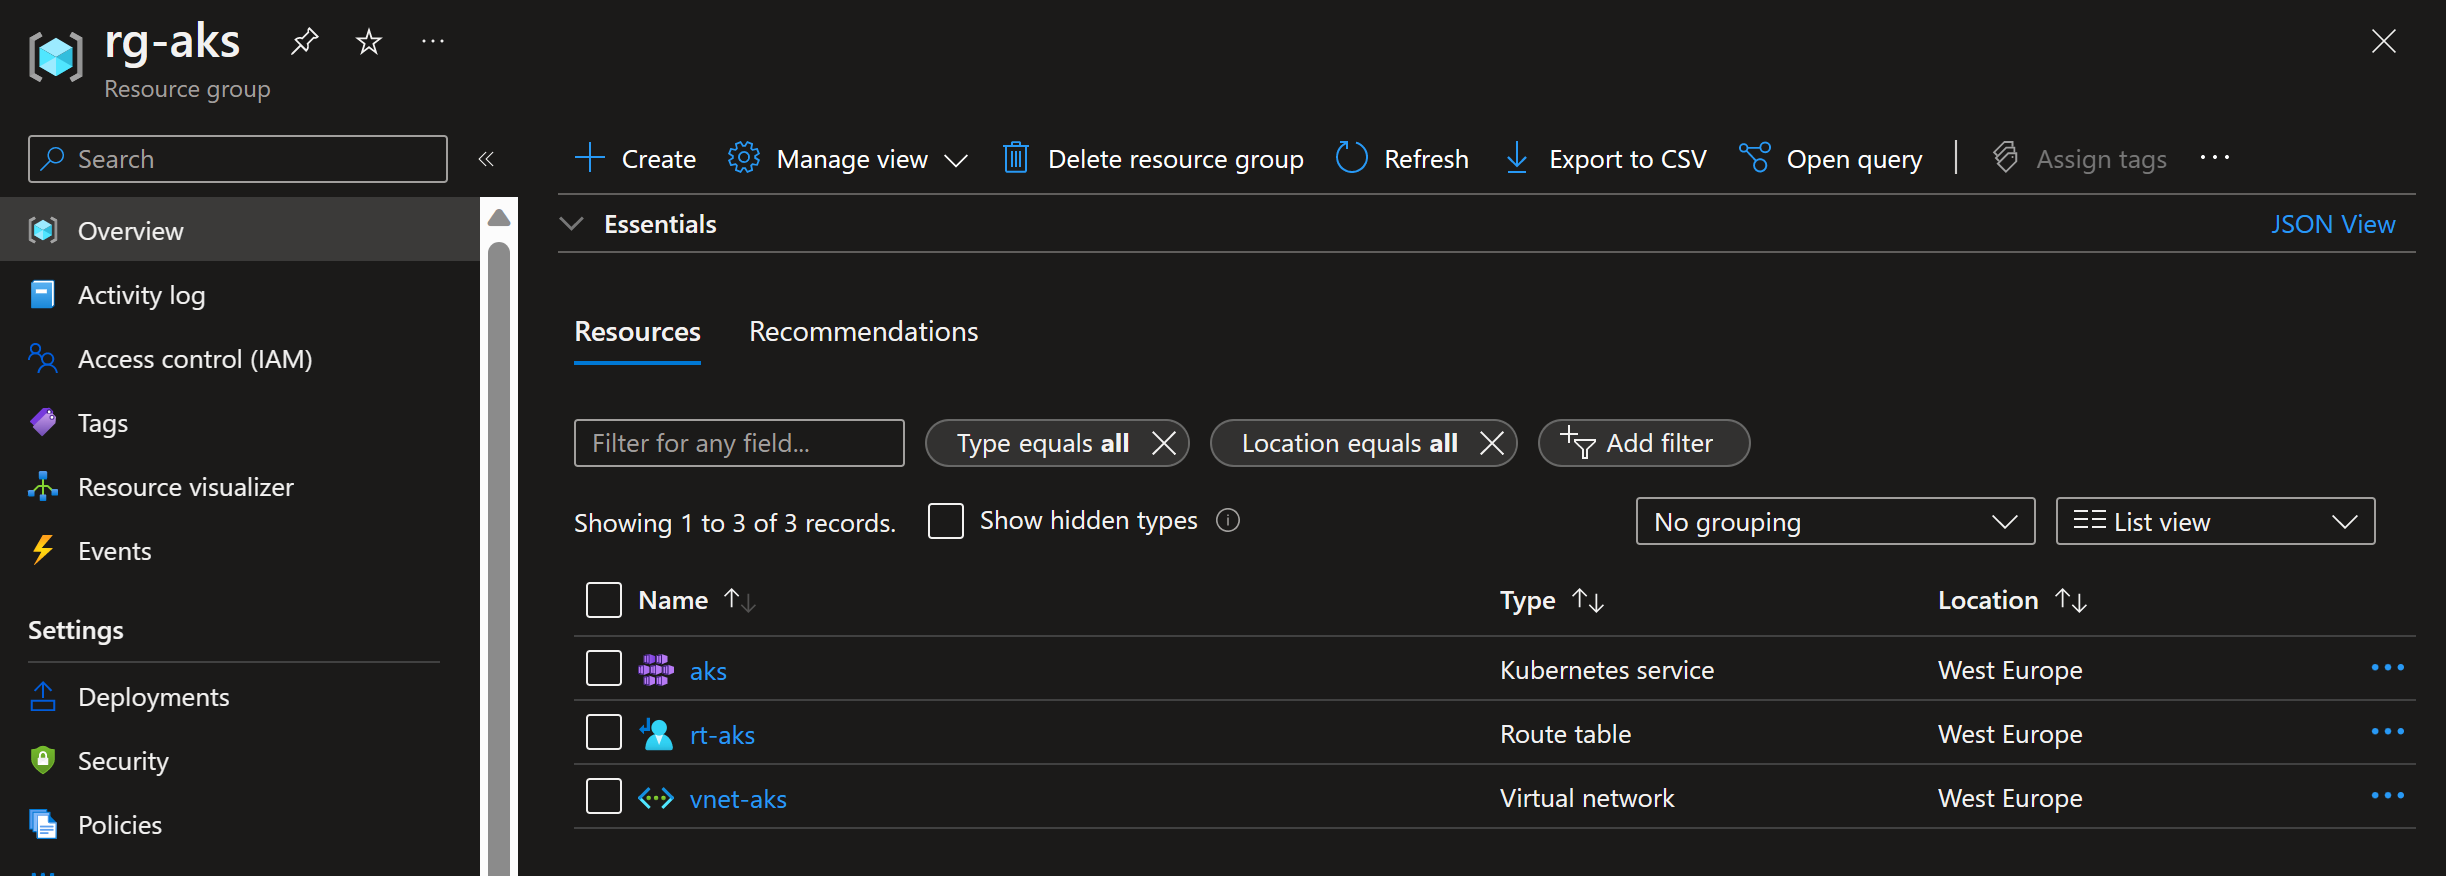 rg-aks
Resource group
Search
Overview
Activity log
Access control (IAM)
Tags
Resource visualizer
Events
Settings
Deployments
Security
Policies
Create Manage view Delete resource group Refresh Export to CSV Open query Assign tags
Essentials JSON View
Resources Recommendations
Filter for any field... Type equals all Location equals all Add filter
Showing 1 to 3 of 3 records. Show hidden types No grouping List view
Name Type Location
aks Kubernetes service West Europe
rt-aks Route table West Europe
vnet-aks Virtual network West Europe